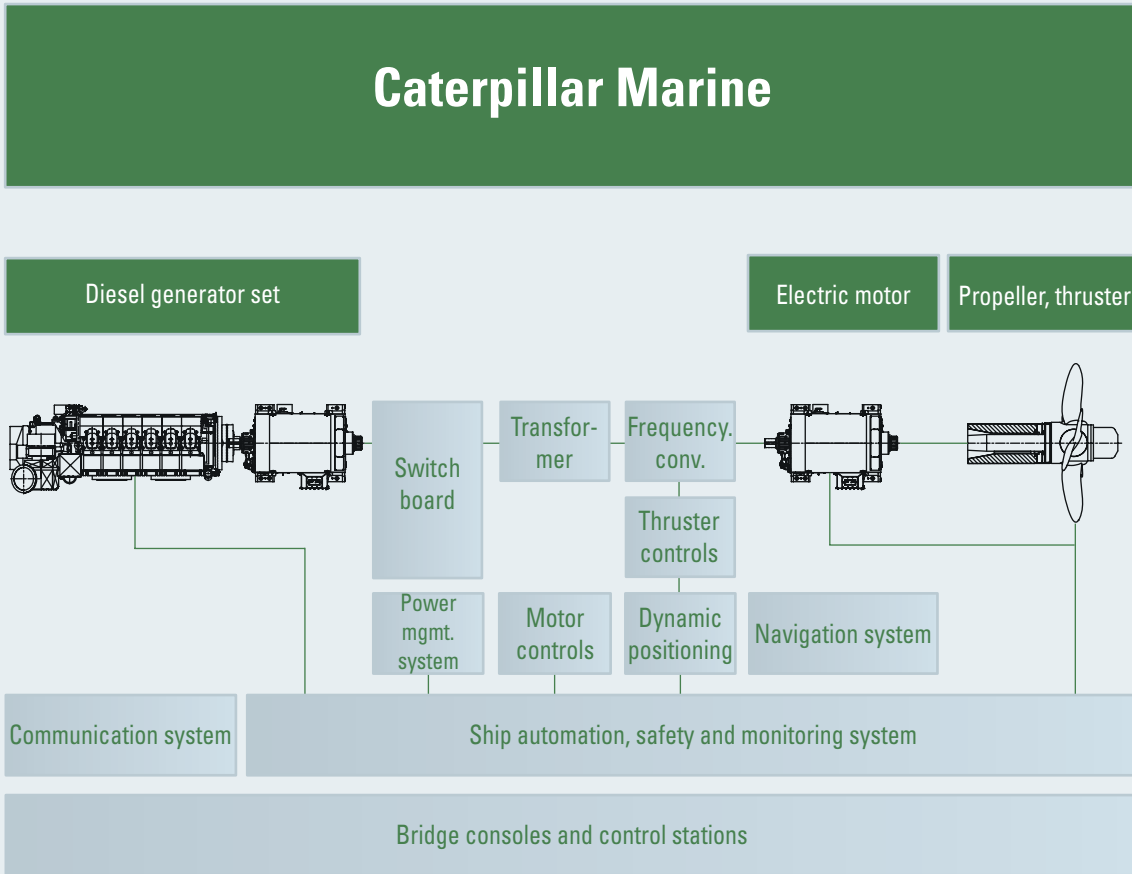 Caterpillar Marine
Diesel generator set
Electric motor
Propeller, thruster
Switch
board
Transfor-
mer
Frequency.
conv.
Thruster
controls
Power
mgmt.
system
Motor
controls
Dynamic
positioning
Navigation system
Communication system
Ship automation, safety and monitoring system
Bridge consoles and control stations